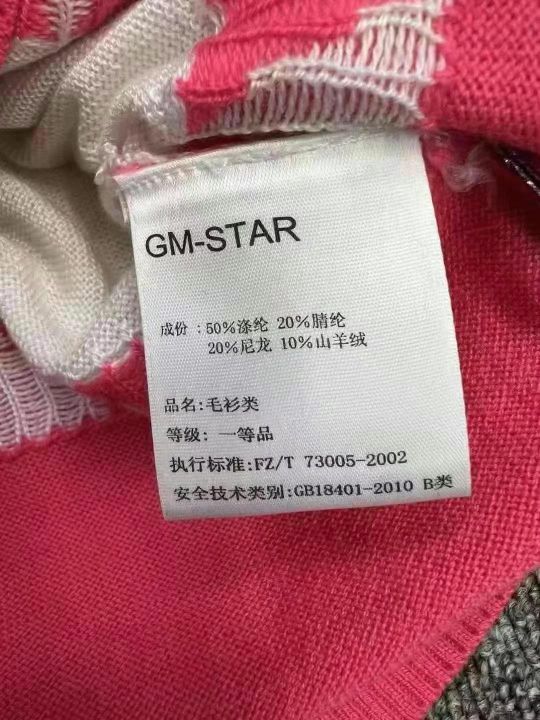 GM-STAR
成份 :50%涤纶 20%腈纶
20%尼龙 10%山羊绒
品名:毛衫类
等级: 一等品
执行标准:FZ/T 73005-2002
安全技术类别:GB18401-2010 B类